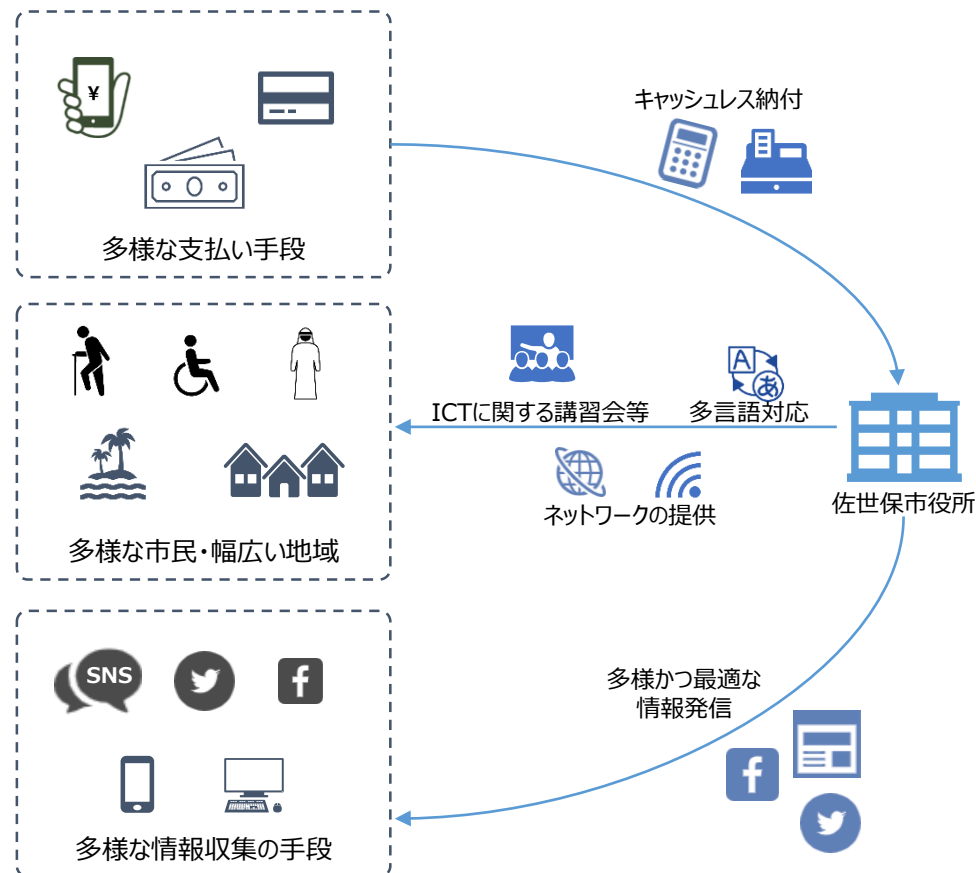 ¥
キャッシュレス納付
多様な支払い手段
ICTに関する講習会等
A
あ
多言語対応
ネットワークの提供
佐世保市役所
多様な市民・幅広い地域
SNS
f
多様かつ最適な
情報発信
f
多様な情報収集の手段